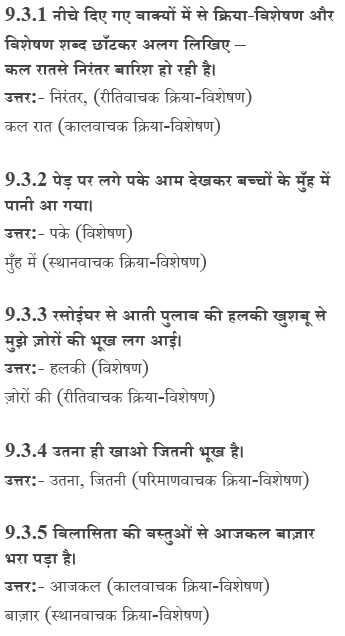 9.3.1 नीचे दिए गए वाक्यों में से क्रिया-विशेषण और
विशेषण शब्द छाँटकर अलग लिखिए –
कल रातसे निरंतर बारिश हो रही है।
उत्तर:- निरंतर, (रीतिवाचक क्रिया-विशेषण)
कल रात (कालवाचक क्रिया-विशेषण)
9.3.2 पेड़ पर लगे पके आम देखकर बच्चों के मुँह में
पानी आ गया।
उत्तर:- पके (विशेषण)
मुँह में (स्थानवाचक क्रिया-विशेषण)
9.3.3 रसोईघर से आती पुलाव की हलकी खुशबू से
मुझे ज़ोरों की भूख लग आई।
उत्तर:- हलकी (विशेषण)
ज़ोरों की (रीतिवाचक क्रिया-विशेषण)
9.3.4 उतना ही खाओ जितनी भूख है।
उत्तर:- उतना, जितनी (परिमाणवाचक क्रिया-विशेषण)
9.3.5 विलासिता की वस्तुओं से आजकल बाज़ार
भरा पड़ा है।
उत्तर:- आजकल (कालवाचक क्रिया-विशेषण)
बाज़ार (स्थानवाचक क्रिया-विशेषण)